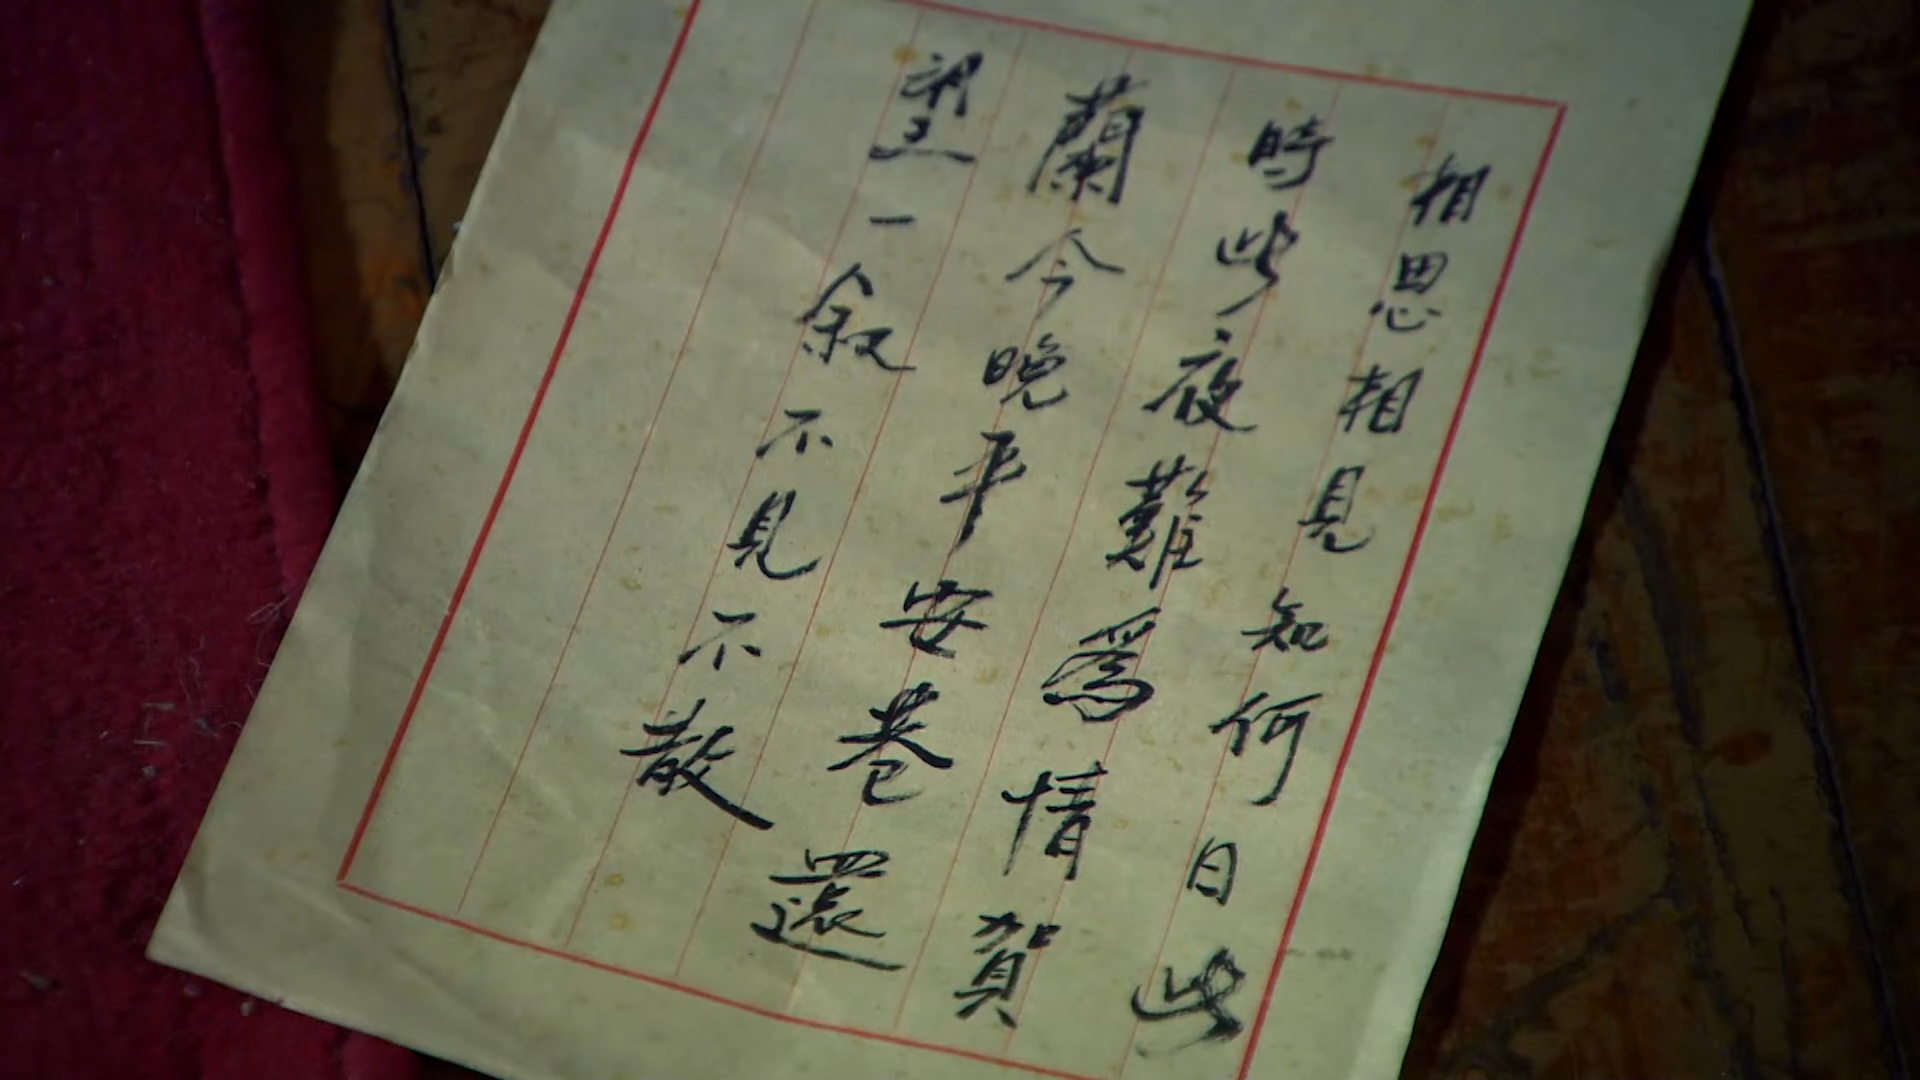 相思相見知何日此
時此夜難為情賀
蘭今晚平安巷還
望一叙不見不散